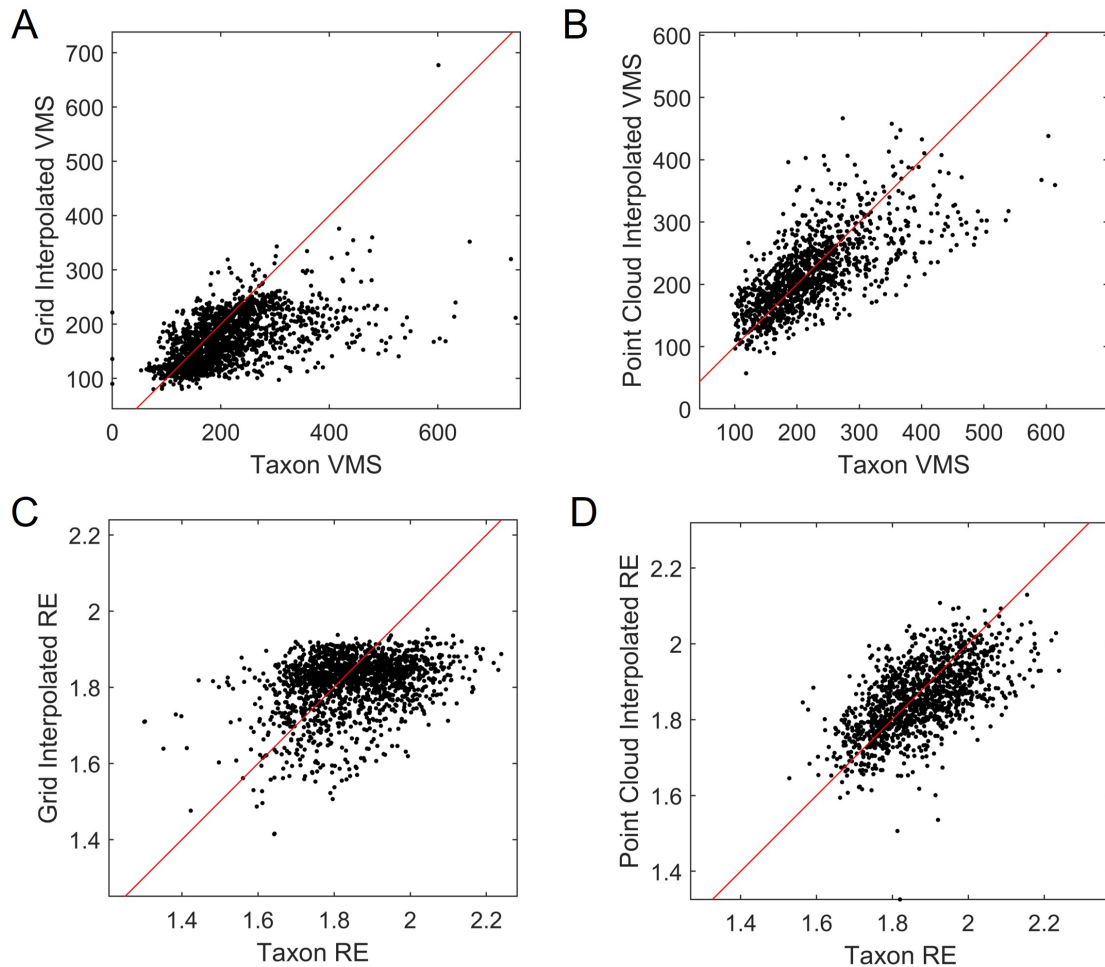 A
Grid Interpolated VMS
700
600
500
400
300
200
100
0 200 400 600
Taxon VMS
B
Point Cloud Interpolated VMS
600
500
400
300
200
100
0
100 200 300 400 500 600
Taxon VMS
C
Grid Interpolated RE
2.2
2
1.8
1.6
1.4
1.4 1.6 1.8 2 2.2
Taxon RE
D
Point Cloud Interpolated RE
2.2
2
1.8
1.6
1.4
1.4 1.6 1.8 2 2.2
Taxon RE